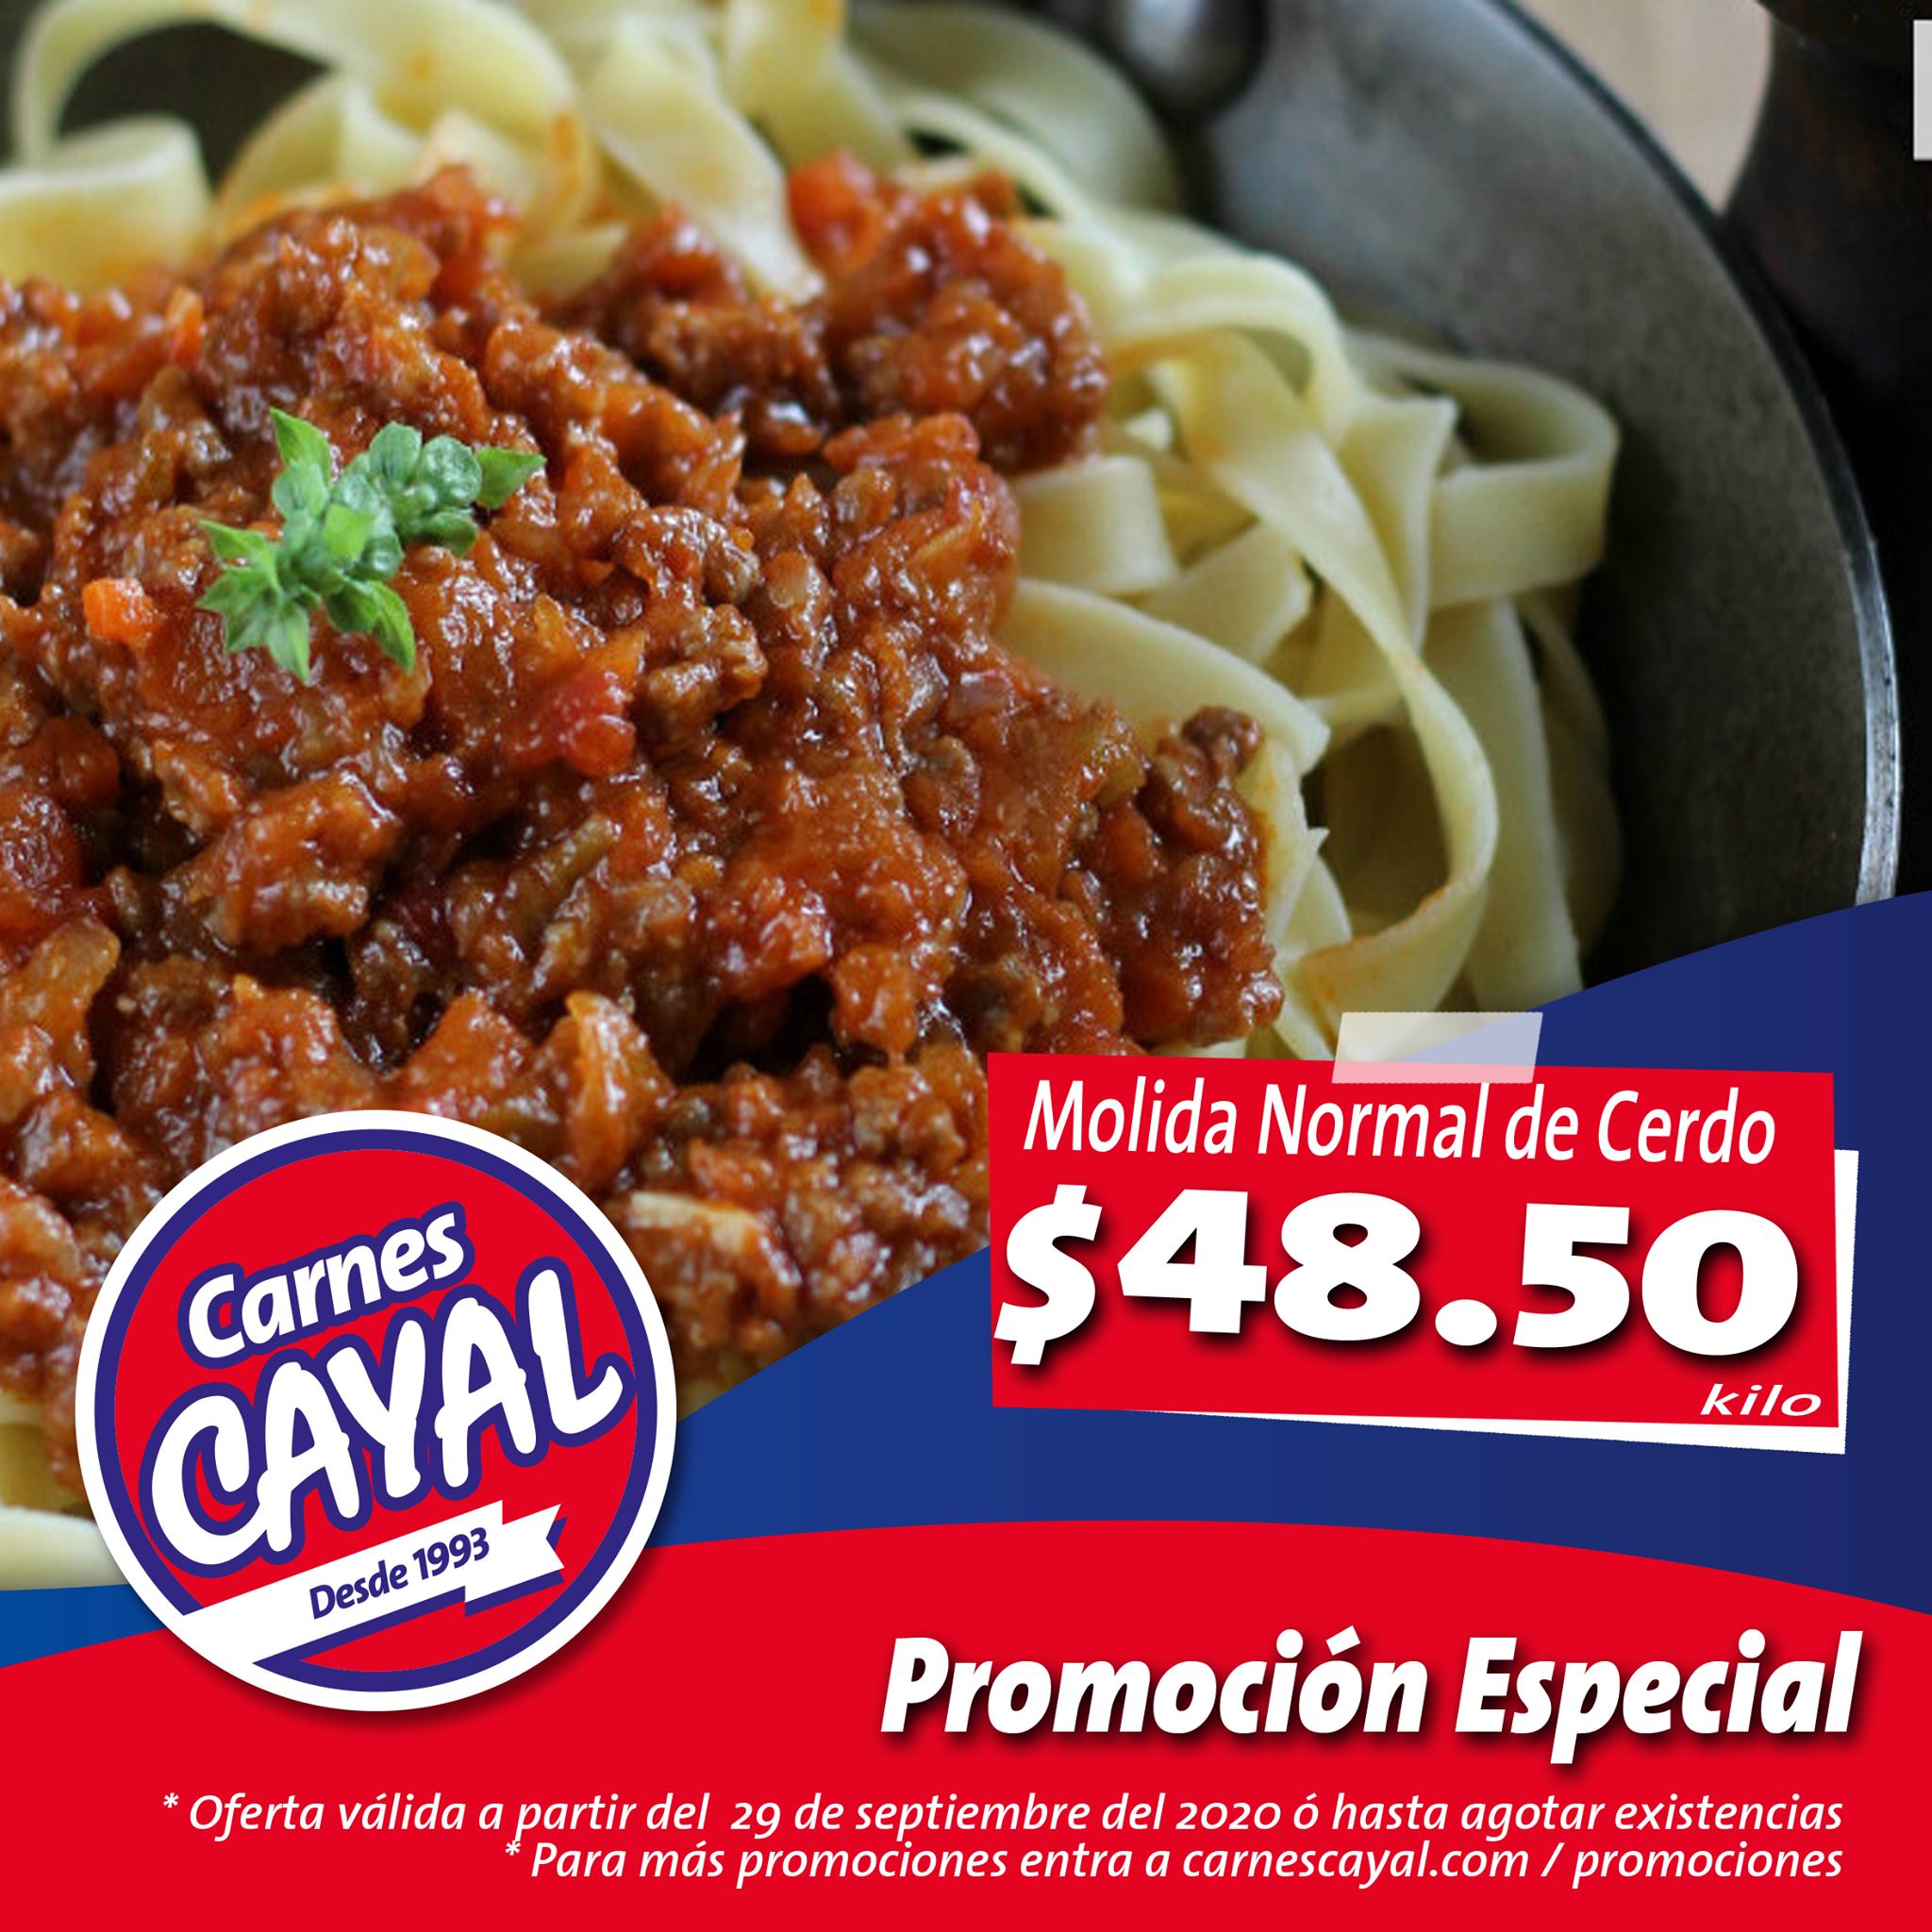 Molida Normal de Cerdo
$48.50
kilo
Carnes
CAYAL
Desde 1993
Promoción Especial
* Oferta válida a partir del 29 de septiembre del 2020 ó hasta agotar existencias
* Para más promociones entra a carnescayal.com / promociones